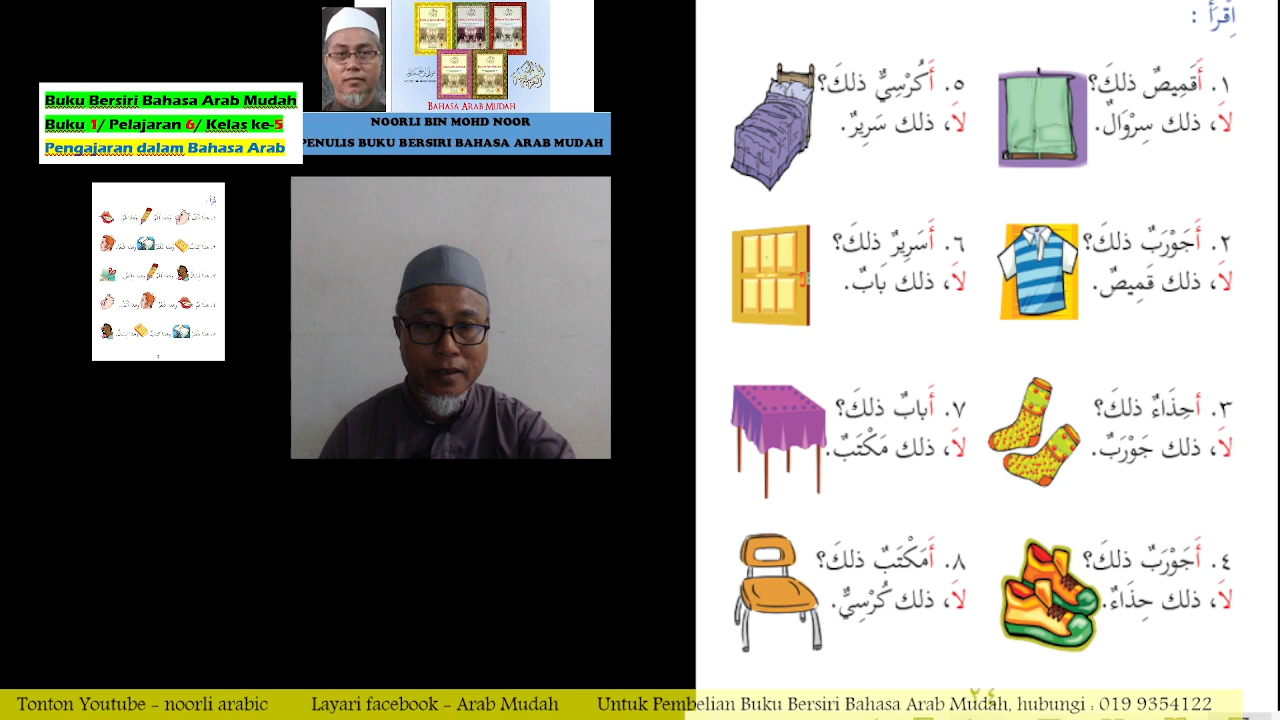 Buku Bersiri Bahasa Arab Mudah
Buku 1/ Pelajaran 6/ Kelas ke-5
Pengajaran dalam Bahasa Arab
BAHASA ARAB MUDAH
NOORLI BIN MOHD NOOR
PENULIS BUKU BERSIRI BAHASA ARAB MUDAH
اِقْرَأْ :
١. أَقَمِيصٌ ذلكَ؟
لاَ، ذلك سِرْوَالٌ.
٢. أَجَوْرَبٌ ذلكَ؟
لاَ، ذلك قَمِيصٌ.
٣. أَحِذَاءٌ ذلكَ؟
لاَ، ذلك جَوْرَبٌ.
٤. أَجَوْرَبٌ ذلكَ؟
لاَ، ذلك حِذَاءٌ.
٥. أَكُرْسِيٌّ ذلكَ؟
لاَ، ذلك سَرِيرٌ.
٦. أَسَرِيرٌ ذلكَ؟
لاَ، ذلك بَابٌ.
٧. أَبابٌ ذلكَ؟
لاَ، ذلك مَكْتَبٌ.
٨. أَمَكْتَبٌ ذلكَ؟
لاَ، ذلك كُرْسِيٌّ.
٢٤
Tonton Youtube - noorli arabic Layari facebook - Arab Mudah Untuk Pembelian Buku Bersiri Bahasa Arab Mudah, hubungi : 019 9354122